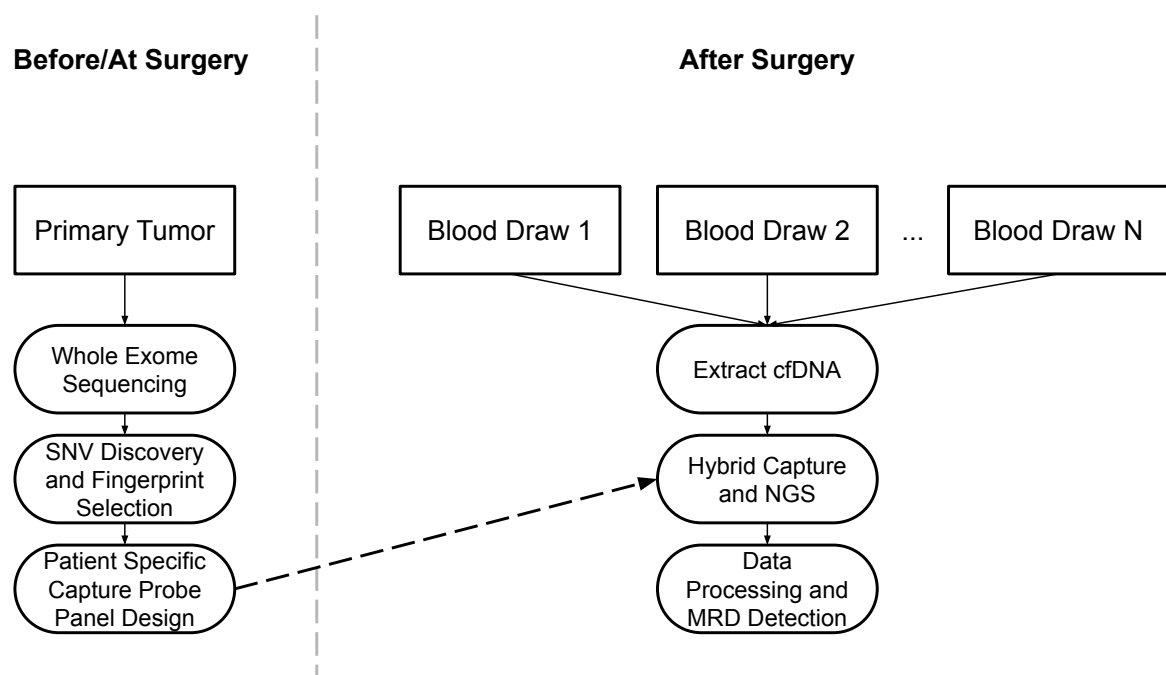 Before/At Surgery
After Surgery
Primary Tumor
Blood Draw 1
Blood Draw 2
...
Blood Draw N
Whole Exome
Sequencing
Extract cfDNA
SNV Discovery
and Fingerprint
Selection
Hybrid Capture
and NGS
Patient Specific
Capture Probe
Panel Design
Data
Processing and
MRD Detection